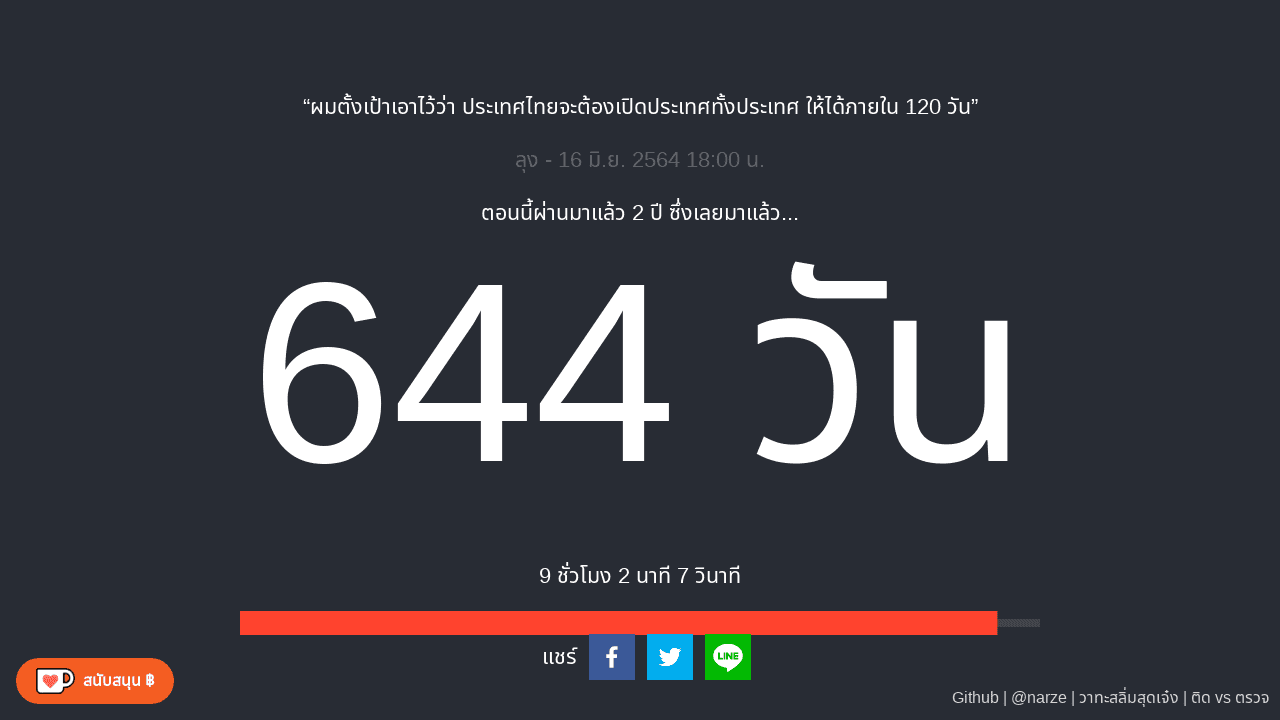 “ผมตั้งเป้าเอาไว้ว่า ประเทศไทยจะต้องเปิดประเทศทั้งประเทศ ให้ได้ภายใน 120 วัน”
ลุง - 16 มิ.ย. 2564 18:00 น.
ตอนนี้ผ่านมาแล้ว 2 ปี ซึ่งเลยมาแล้ว...
644 วัน
9 ชั่วโมง 2 นาที 7 วินาที
แชร์
LINE
สนับสนุน ฿
Github | @narze | วาทะสลิ่มสุดเจ๋ง | ติด vs ตรวจ